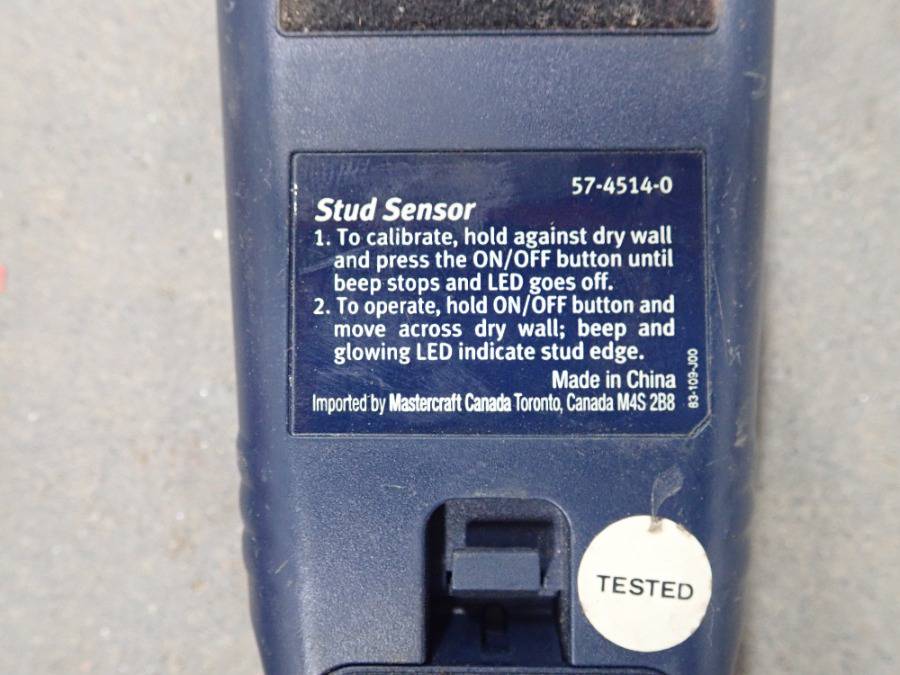 57-4514-0
Stud Sensor
1. To calibrate, hold against dry wall
and press the ON/OFF button until
beep stops and LED goes off.
2. To operate, hold ON/OFF button and
move across dry wall; beep and
glowing LED indicate stud edge.
Made in China
Imported by Mastercraft Canada Toronto, Canada M4S 2B8
83-109-J00
TESTED